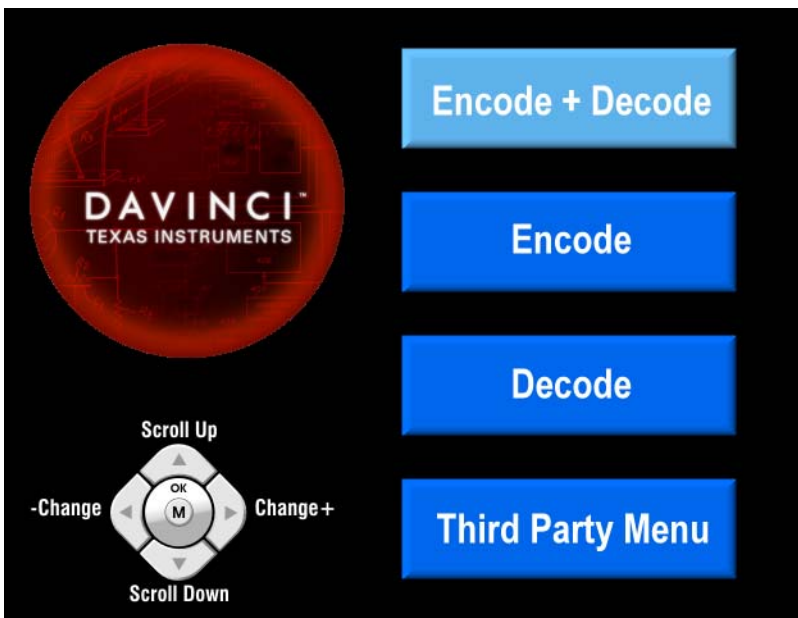 DAVINCI™
TEXAS INSTRUMENTS
Encode + Decode
Encode
Decode
Third Party Menu
Scroll Up
-Change
OK
M
Change+
Scroll Down